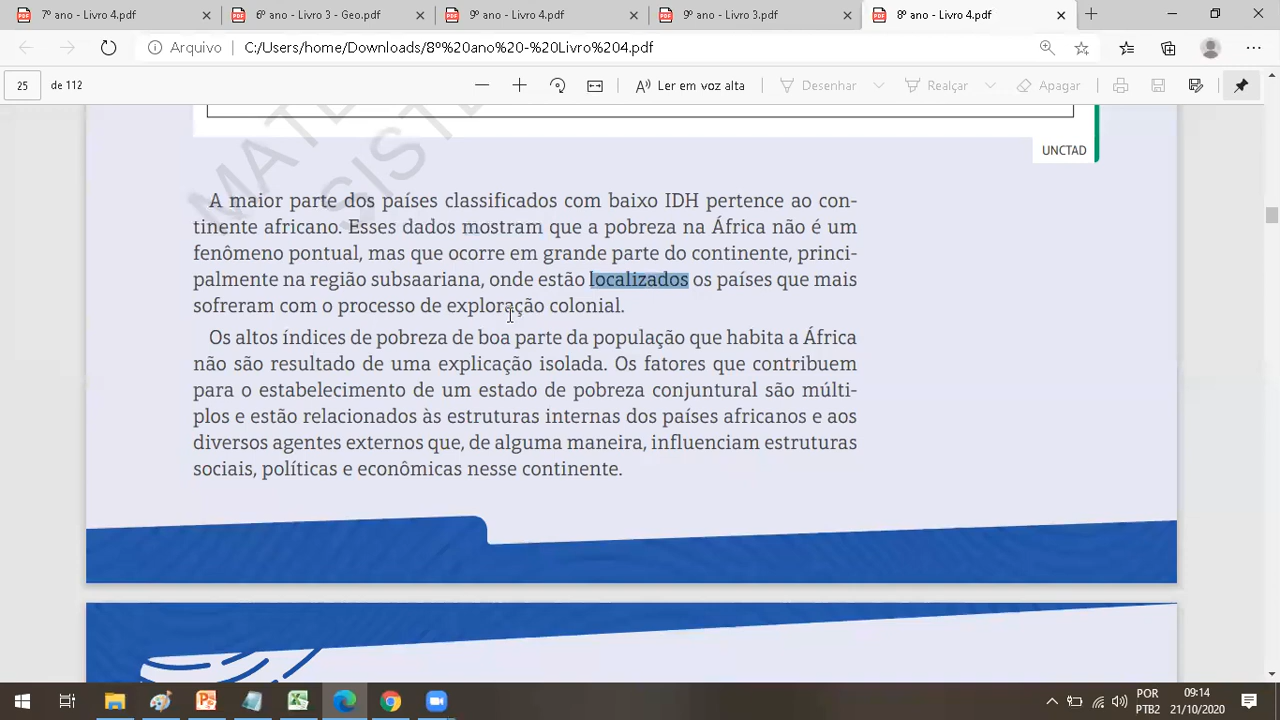 7º ano - Livro 4.pdf
6º ano - Livro 3 - Geo.pdf
9º ano - Livro 4.pdf
9º ano - Livro 3.pdf
8º ano - Livro 4.pdf
Arquivo
C:/Users/home/Downloads/8º%20ano%20-%20Livro%204.pdf
25
de 112
Ler em voz alta
Desenhar
Realçar
Apagar
MATE
SIST
UNCTAD
A maior parte dos países classificados com baixo IDH pertence ao con-
tinente africano. Esses dados mostram que a pobreza na África não é um
fenômeno pontual, mas que ocorre em grande parte do continente, princi-
palmente na região subsaariana, onde estão localizados os países que mais
sofreram com o processo de exploração colonial.
Os altos índices de pobreza de boa parte da população que habita a África
não são resultado de uma explicação isolada. Os fatores que contribuem
para o estabelecimento de um estado de pobreza conjuntural são múlti-
plos e estão relacionados às estruturas internas dos países africanos e aos
diversos agentes externos que, de alguma maneira, influenciam estruturas
sociais, políticas e econômicas nesse continente.
POR
PTB2
09:14
21/10/2020